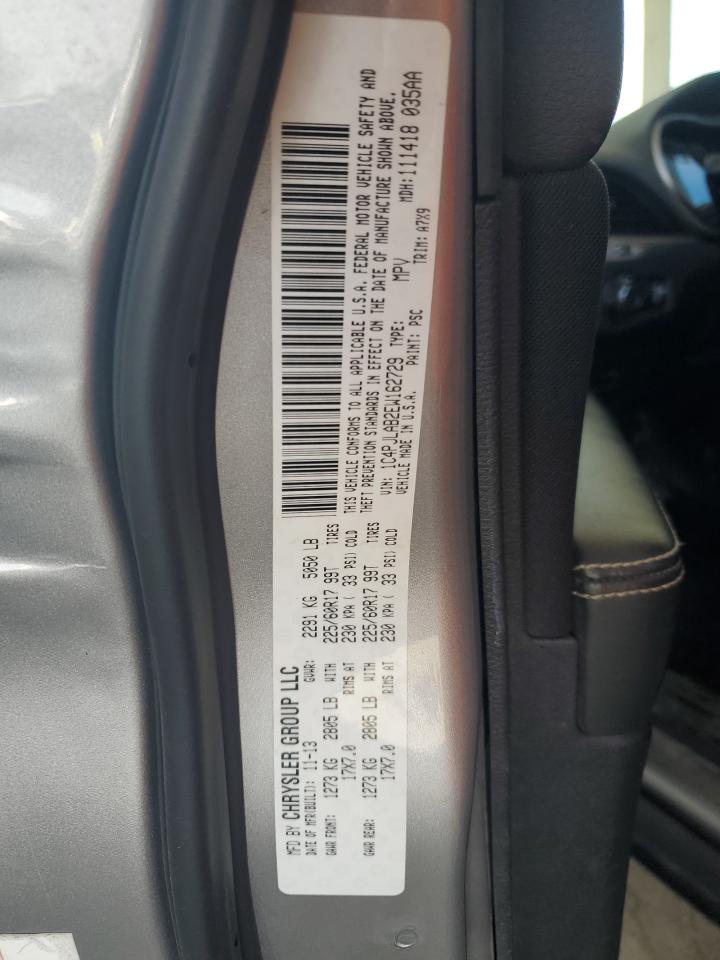 MFD BY CHRYSLER GROUP LLC
DATE OF MFR(BUILT): 11-13 GVWR: 2291 KG 5050 LB
GAWR FRONT: 1273 KG 2805 LB WITH 225/60R17 99T TIRES
17X7.0 RIMS AT 230 KPA ( 33 PSI) COLD
GAWR REAR: 1273 KG 2805 LB WITH 225/60R17 99T TIRES
17X7.0 RIMS AT 230 KPA ( 33 PSI) COLD
THIS VEHICLE CONFORMS TO ALL APPLICABLE U.S.A. FEDERAL MOTOR VEHICLE SAFETY AND
THEFT PREVENTION STANDARDS IN EFFECT ON THE DATE OF MANUFACTURE SHOWN ABOVE.
VIN: 1C4PJLAB2EW162729 TYPE: MPV MDH:111418 035AA
VEHICLE MADE IN U.S.A. PAINT: PSC TRIM: A7X9